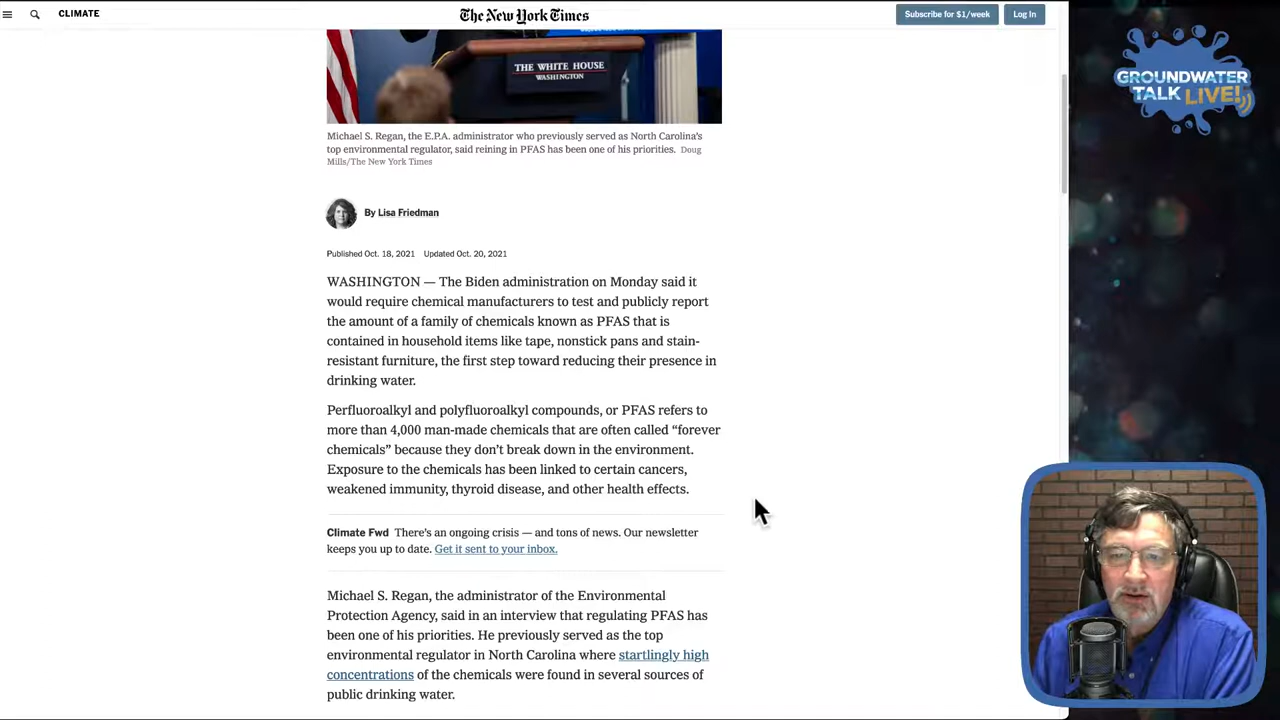 CLIMATE
The New York Times
Subscribe for $1/week
Log In
GROUNDWATER
TALK LIVE!
THE WHITE HOUSE
WASHINGTON
Michael S. Regan, the E.P.A. administrator who previously served as North Carolina’s
top environmental regulator, said reining in PFAS has been one of his priorities. Doug
Mills/The New York Times
By Lisa Friedman
Published Oct. 18, 2021 Updated Oct. 20, 2021
WASHINGTON — The Biden administration on Monday said it
would require chemical manufacturers to test and publicly report
the amount of a family of chemicals known as PFAS that is
contained in household items like tape, nonstick pans and stain-
resistant furniture, the first step toward reducing their presence in
drinking water.
Perfluoroalkyl and polyfluoroalkyl compounds, or PFAS refers to
more than 4,000 man-made chemicals that are often called “forever
chemicals” because they don’t break down in the environment.
Exposure to the chemicals has been linked to certain cancers,
weakened immunity, thyroid disease, and other health effects.
Climate Fwd There’s an ongoing crisis — and tons of news. Our newsletter
keeps you up to date. Get it sent to your inbox.
Michael S. Regan, the administrator of the Environmental
Protection Agency, said in an interview that regulating PFAS has
been one of his priorities. He previously served as the top
environmental regulator in North Carolina where startlingly high
concentrations of the chemicals were found in several sources of
public drinking water.